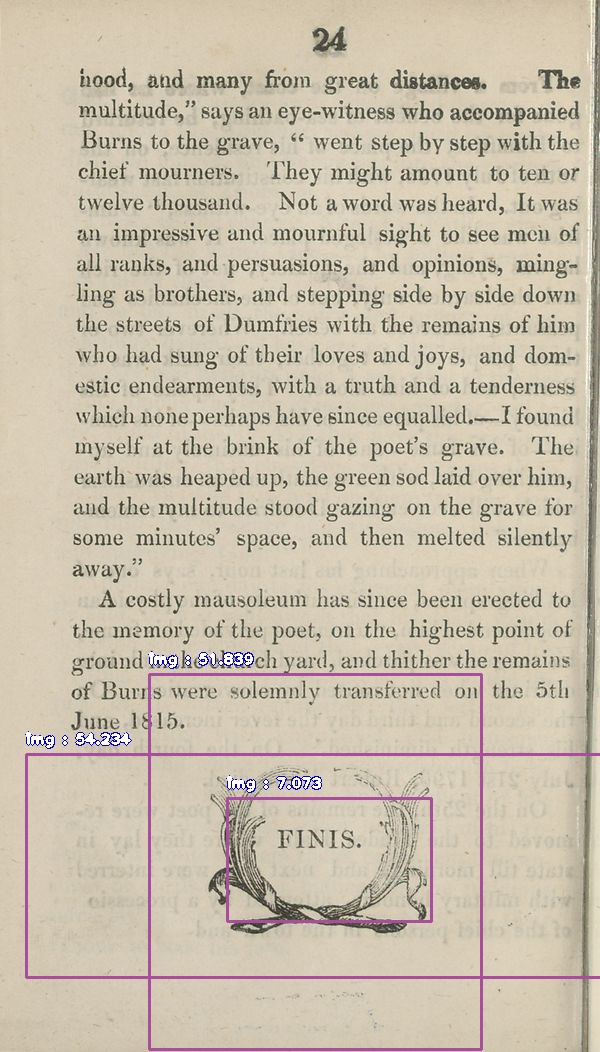 24
hood, and many from great distances. The
multitude,” says an eye-witness who accompanied
Burns to the grave, “ went step by step with the
chief mourners. They might amount to ten or
twelve thousand. Not a word was heard, It was
an impressive and mournful sight to see men of
all ranks, and persuasions, and opinions, ming-
ling as brothers, and stepping side by side down
the streets of Dumfries with the remains of him
who had sung of their loves and joys, and dom-
estic endearments, with a truth and a tenderness
which none perhaps have since equalled.—I found
myself at the brink of the poet’s grave. The
earth was heaped up, the green sod laid over him,
and the multitude stood gazing on the grave for
some minutes’ space, and then melted silently
away.”
A costly mausoleum has since been erected to
the memory of the poet, on the highest point of
ground church yard, and thither the remains
img : 51.839
of Burns were solemnly transferred on the 5th
June 1815.
img : 54.234
img : 7.073
FINIS.